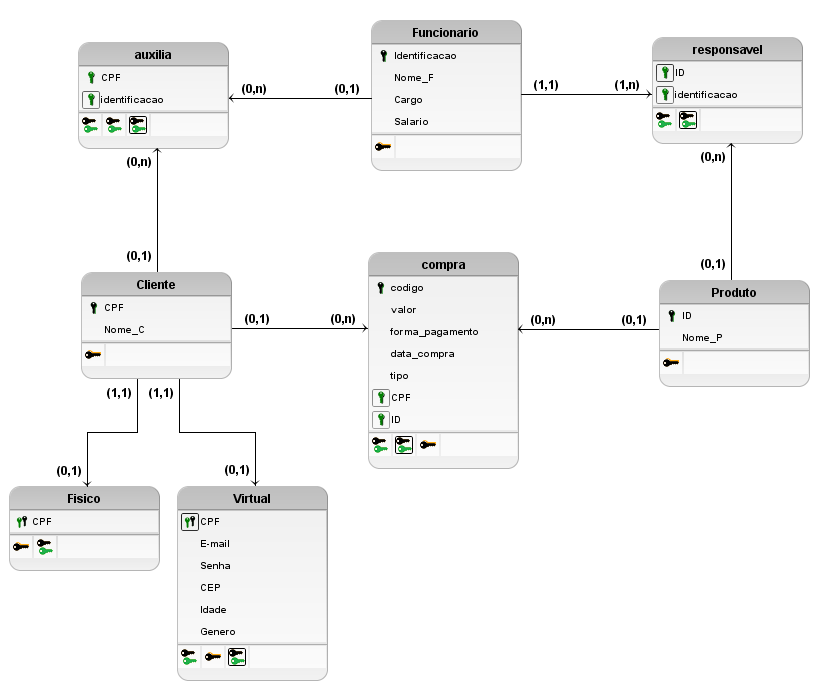 auxilia
CPF
identificacao
Funcionario
Identificacao
Nome_F
Cargo
Salario
responsavel
ID
identificacao
(0,n)
(0,1)
(1,1)
(1,n)
(0,n)
(0,1)
(0,n)
(0,1)
Cliente
CPF
Nome_C
(0,1)
(0,n)
compra
codigo
valor
forma_pagamento
data_compra
tipo
CPF
ID
(0,n)
(0,1)
Produto
ID
Nome_P
(1,1)
(1,1)
(0,1)
(0,1)
Fisico
CPF
Virtual
CPF
E-mail
Senha
CEP
Idade
Genero